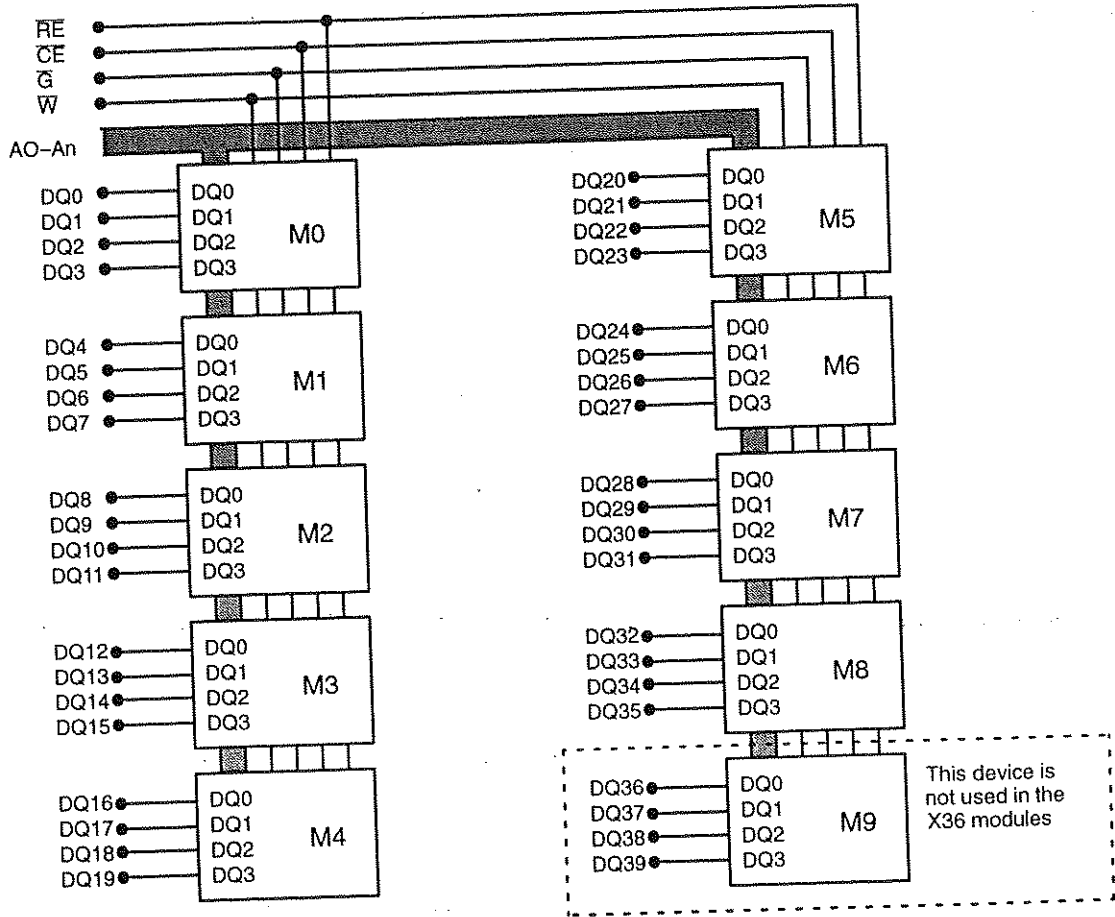 RE
CE
G
W
AO–An
DQ0
DQ1
DQ2
DQ3
DQ0
DQ1
DQ2
DQ3
M0
DQ4
DQ5
DQ6
DQ7
DQ0
DQ1
DQ2
DQ3
M1
DQ8
DQ9
DQ10
DQ11
DQ0
DQ1
DQ2
DQ3
M2
DQ12
DQ13
DQ14
DQ15
DQ0
DQ1
DQ2
DQ3
M3
DQ16
DQ17
DQ18
DQ19
DQ0
DQ1
DQ2
DQ3
M4
DQ20
DQ21
DQ22
DQ23
DQ0
DQ1
DQ2
DQ3
M5
DQ24
DQ25
DQ26
DQ27
DQ0
DQ1
DQ2
DQ3
M6
DQ28
DQ29
DQ30
DQ31
DQ0
DQ1
DQ2
DQ3
M7
DQ32
DQ33
DQ34
DQ35
DQ0
DQ1
DQ2
DQ3
M8
DQ36
DQ37
DQ38
DQ39
DQ0
DQ1
DQ2
DQ3
M9
This device is
not used in the
X36 modules